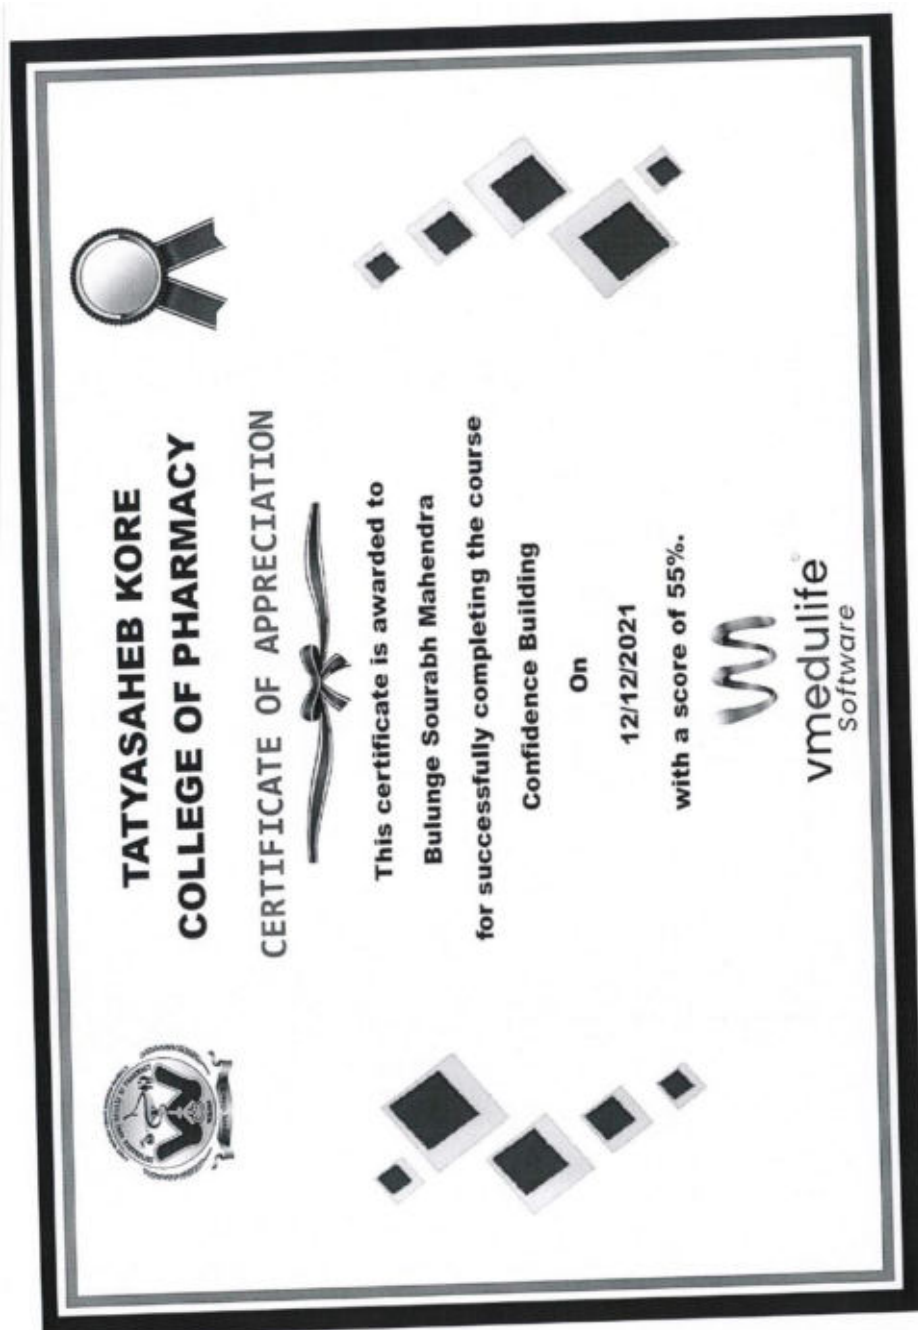 TATYASAHEB KORE
COLLEGE OF PHARMACY
CERTIFICATE OF APPRECIATION
This certificate is awarded to
Bulunge Sourabh Mahendra
for successfully completing the course
Confidence Building
On
12/12/2021
with a score of 55%.
vmedulife
Software